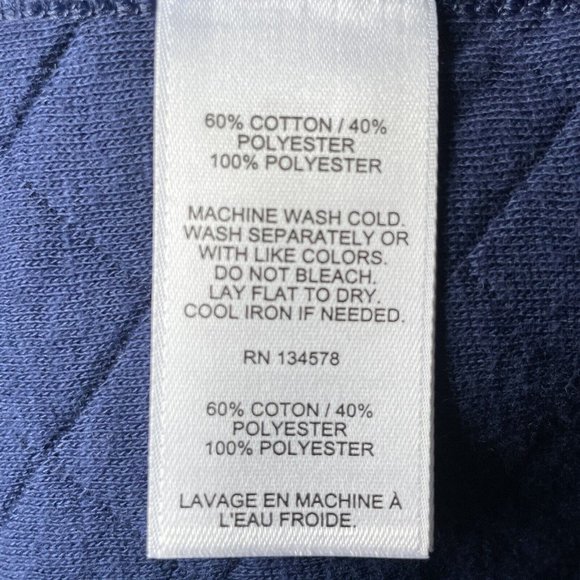 60% COTTON / 40%
POLYESTER
100% POLYESTER
MACHINE WASH COLD.
WASH SEPARATELY OR
WITH LIKE COLORS.
DO NOT BLEACH.
LAY FLAT TO DRY.
COOL IRON IF NEEDED.
RN 134578
60% COTON / 40%
POLYESTER
100% POLYESTER
LAVAGE EN MACHINE À
L'EAU FROIDE.